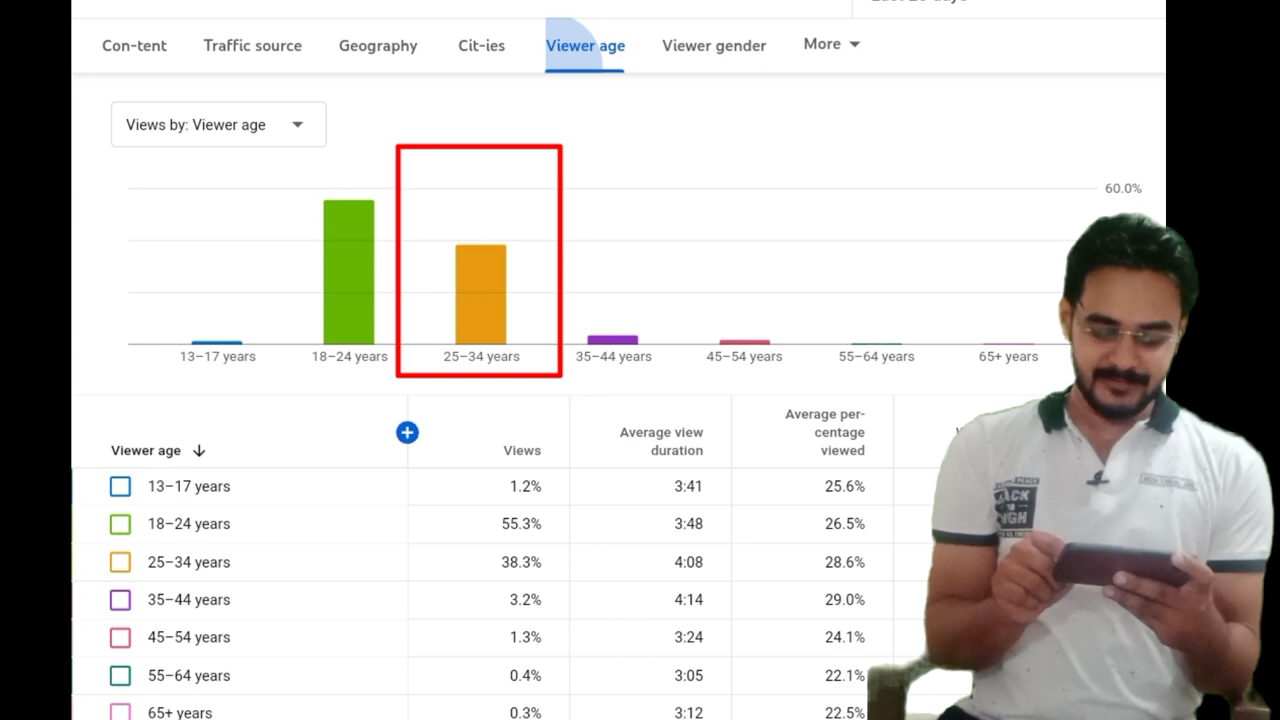 Con-tent Traffic source Geography Cit-ies Viewer age Viewer gender More
Views by: Viewer age
60.0%
13–17 years 18–24 years 25–34 years 35–44 years 45–54 years 55–64 years 65+ years
Viewer age Views Average view duration Average per-centage viewed
13–17 years 1.2% 3:41 25.6%
18–24 years 55.3% 3:48 26.5%
25–34 years 38.3% 4:08 28.6%
35–44 years 3.2% 4:14 29.0%
45–54 years 1.3% 3:24 24.1%
55–64 years 0.4% 3:05 22.1%
65+ years 0.3% 3:12 22.5%